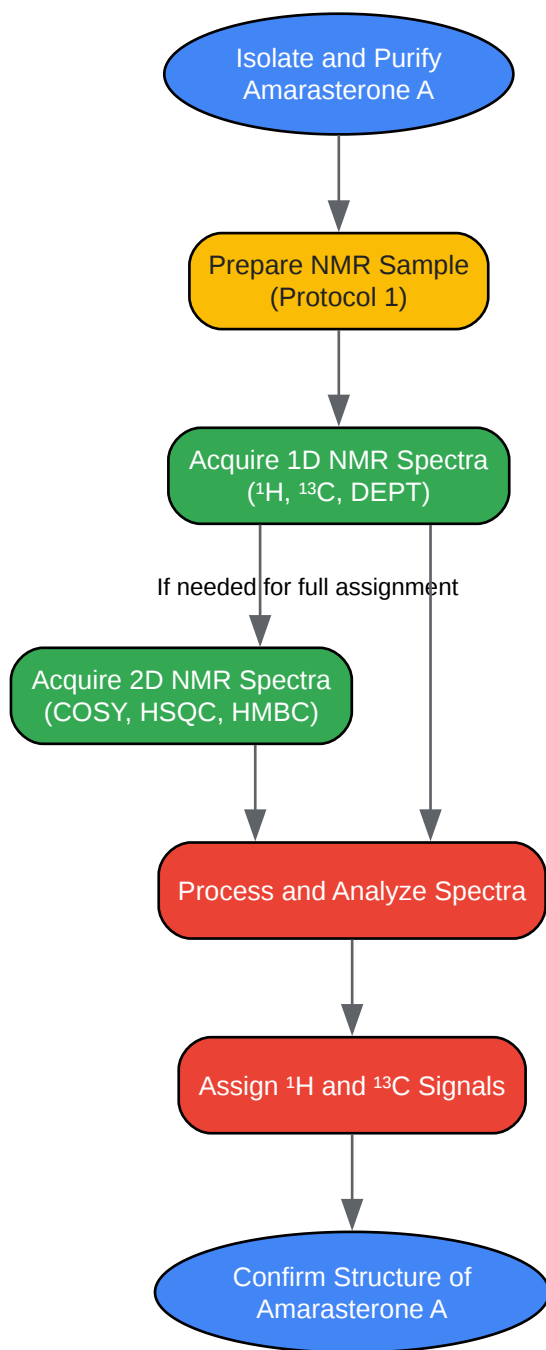 Isolate and Purify
Amarasterone A
Prepare NMR Sample
(Protocol 1)
Acquire 1D NMR Spectra
(¹H, ¹³C, DEPT)
If needed for full assignment
Acquire 2D NMR Spectra
(COSY, HSQC, HMBC)
Process and Analyze Spectra
Assign ¹H and ¹³C Signals
Confirm Structure of
Amarasterone A